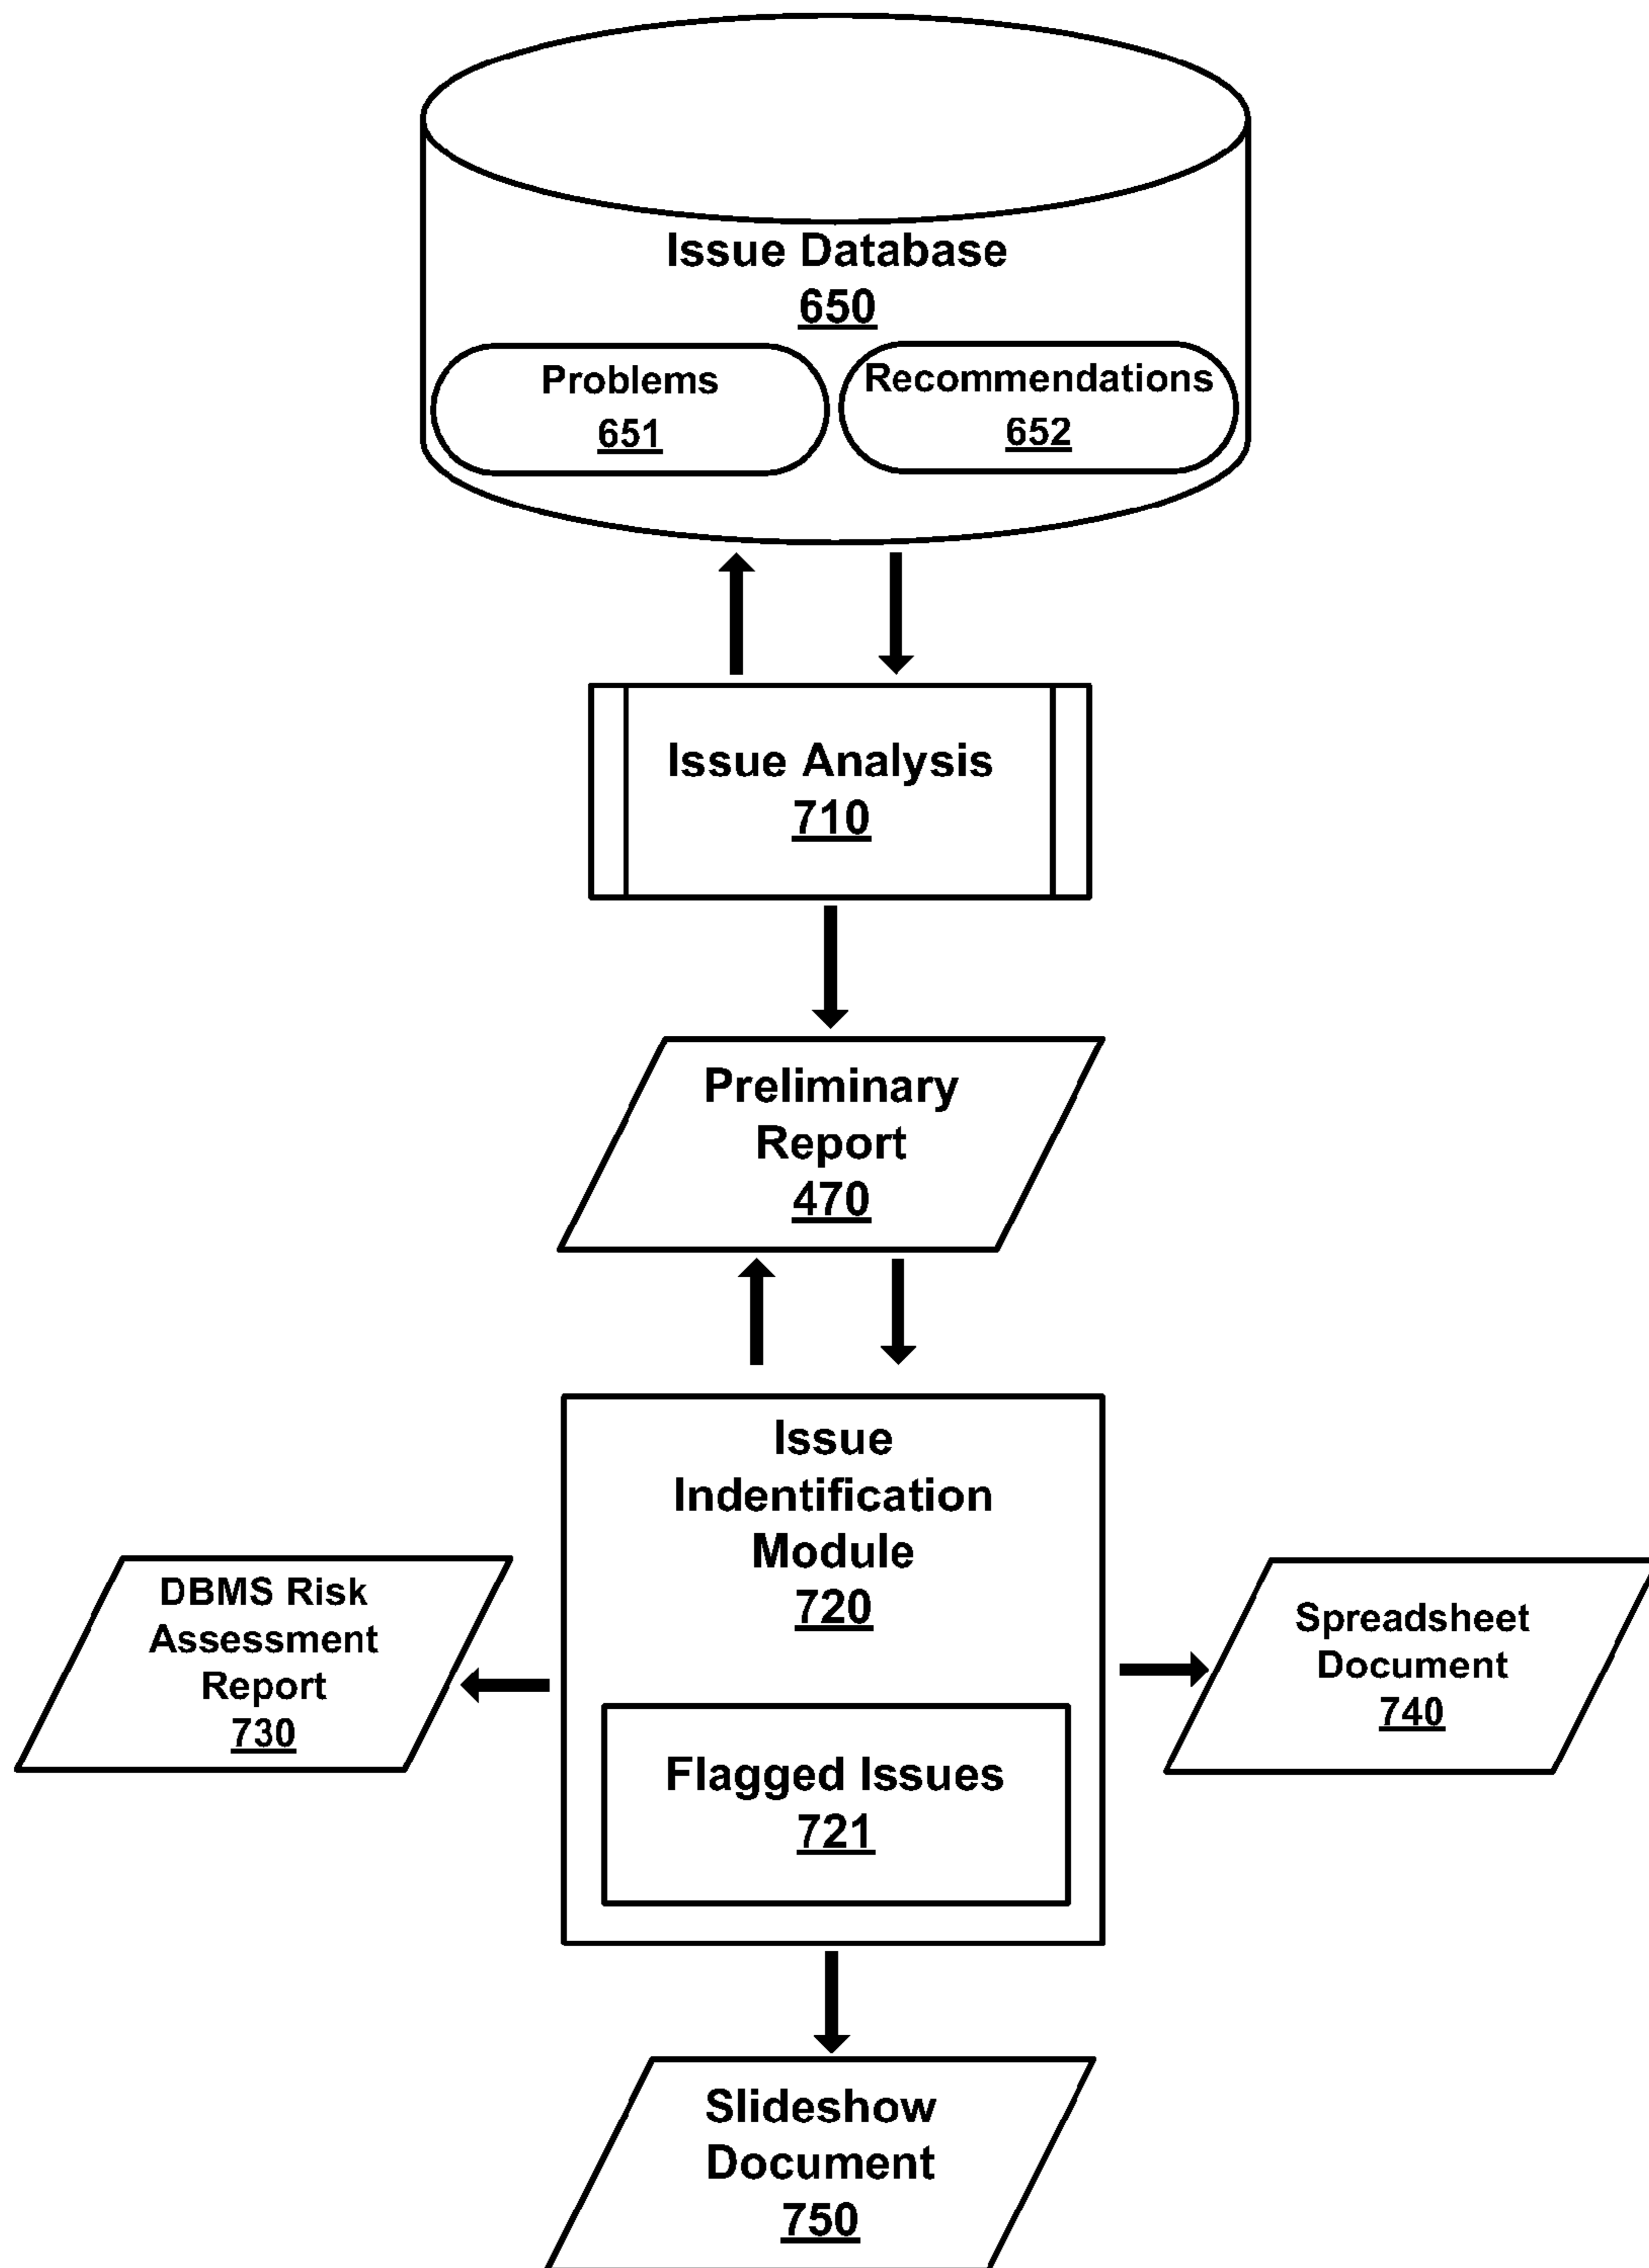 Issue Database
650
Problems
651
Recommendations
652
Issue Analysis
710
Preliminary
Report
470
Issue
Indentification
Module
720
DBMS Risk
Assessment
Report
730
Spreadsheet
Document
740
Flagged Issues
721
Slideshow
Document
750